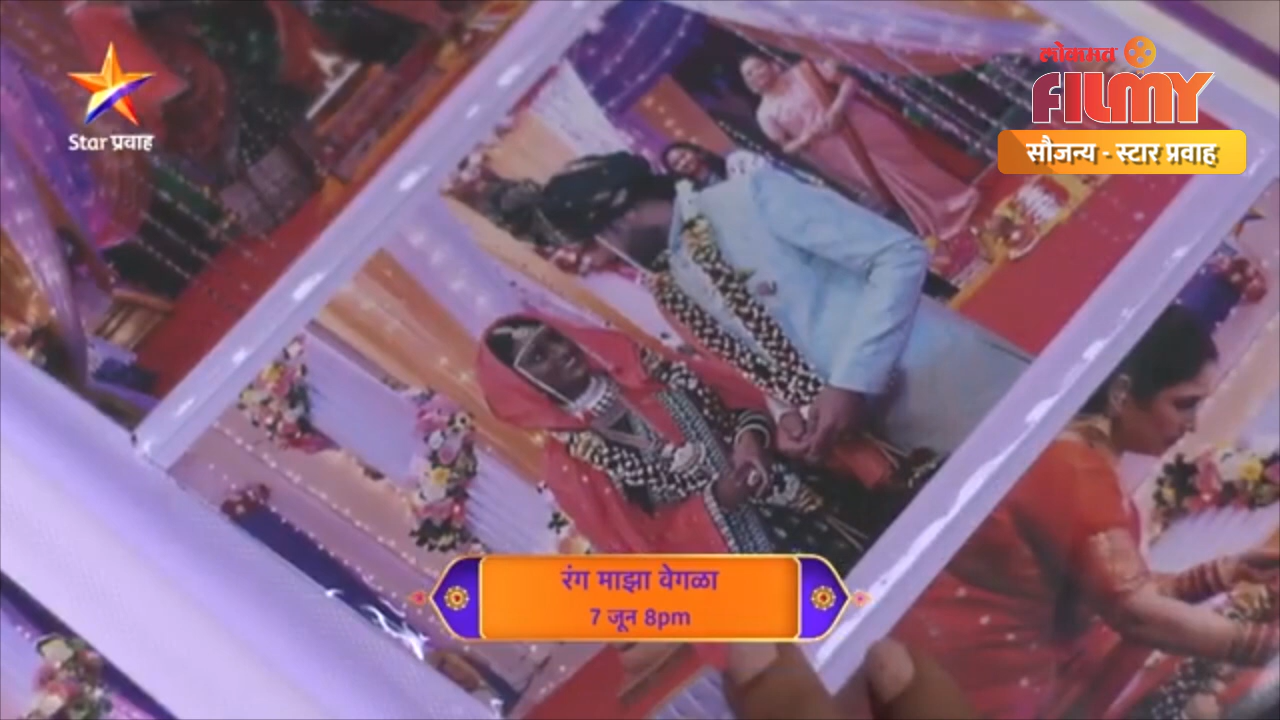 Star प्रवाह
लोकमत
FILMY
सौजन्य - स्टार प्रवाह
रंग माझा वेगळा
7 जून 8pm